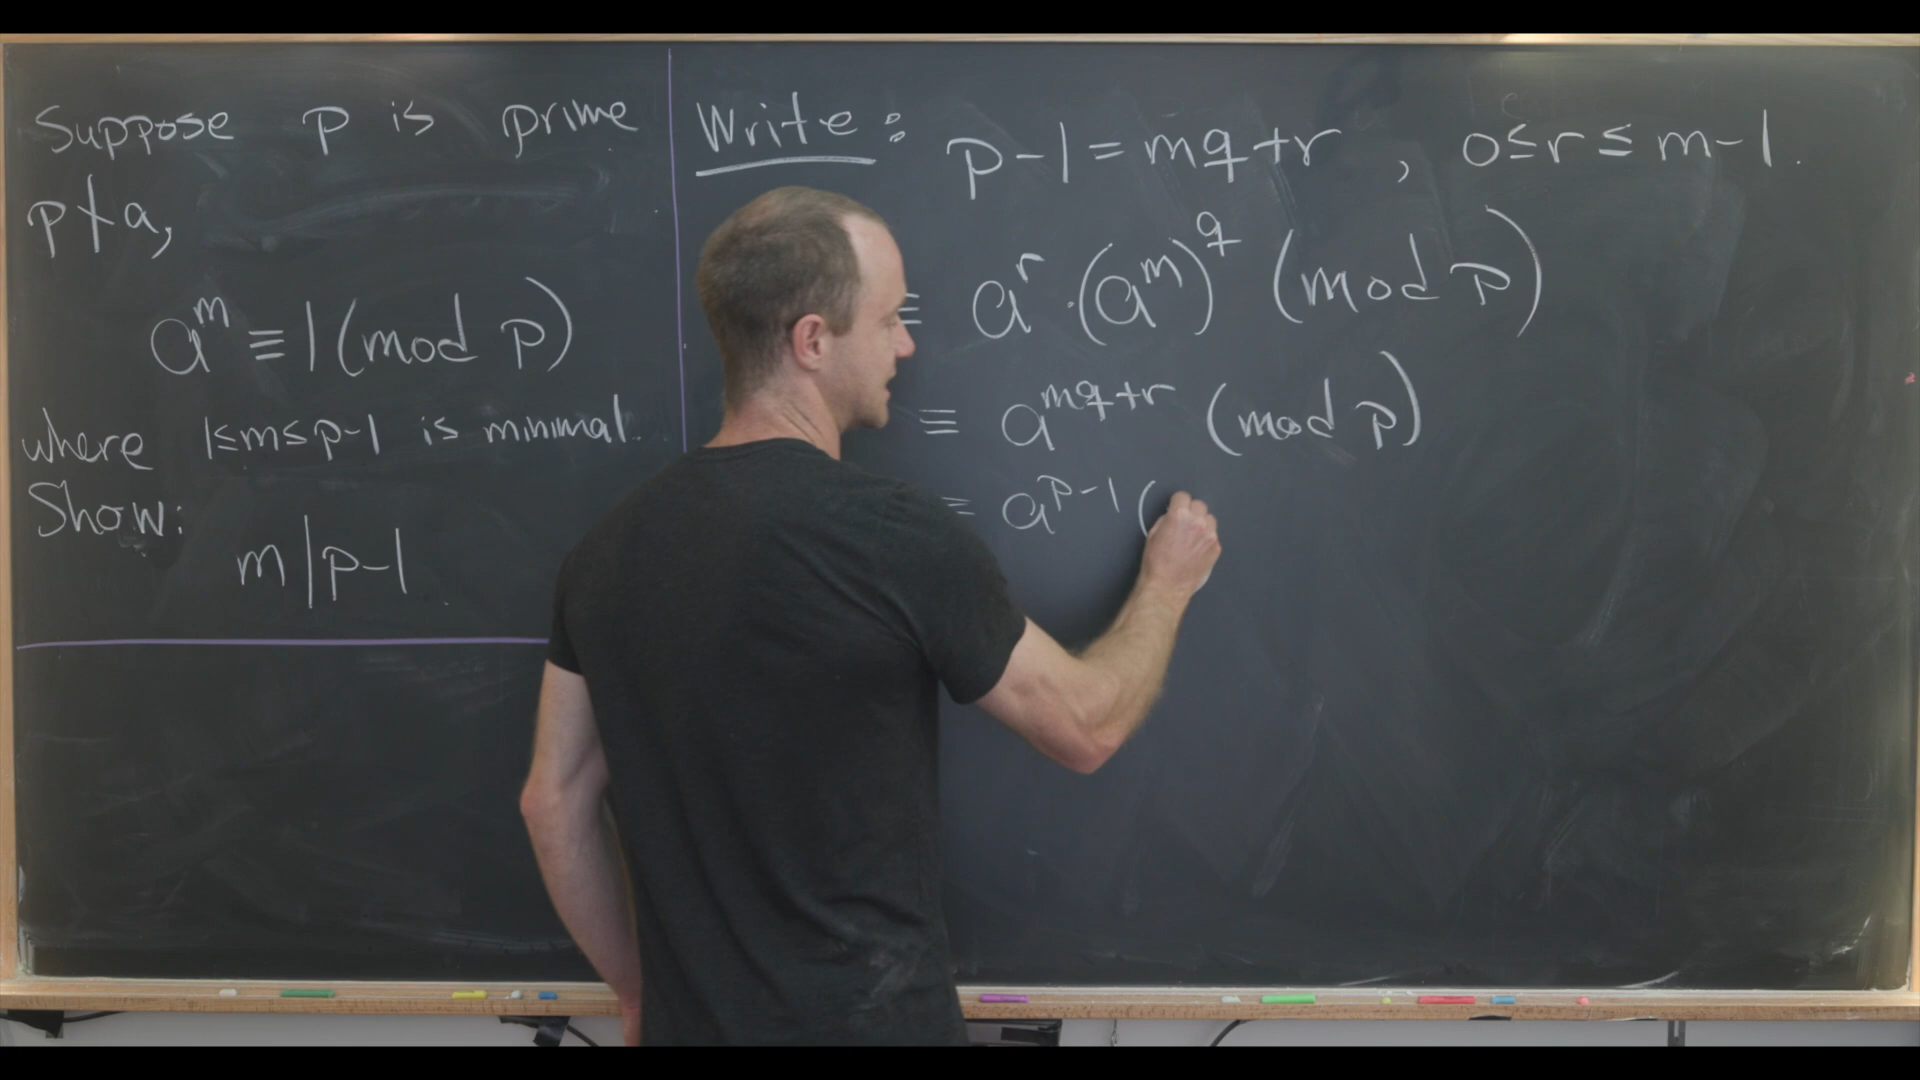 Suppose p is prime
p∤a,
a^m ≡ 1 (mod p)
where 1≤m≤p-1 is minimal.
Show:
m|p-1
Write: p-1 = mq+r , 0≤r≤m-1.
≡ a^r·(a^m)^q (mod p)
≡ a^{mq+r} (mod p)
≡ a^{p-1} (